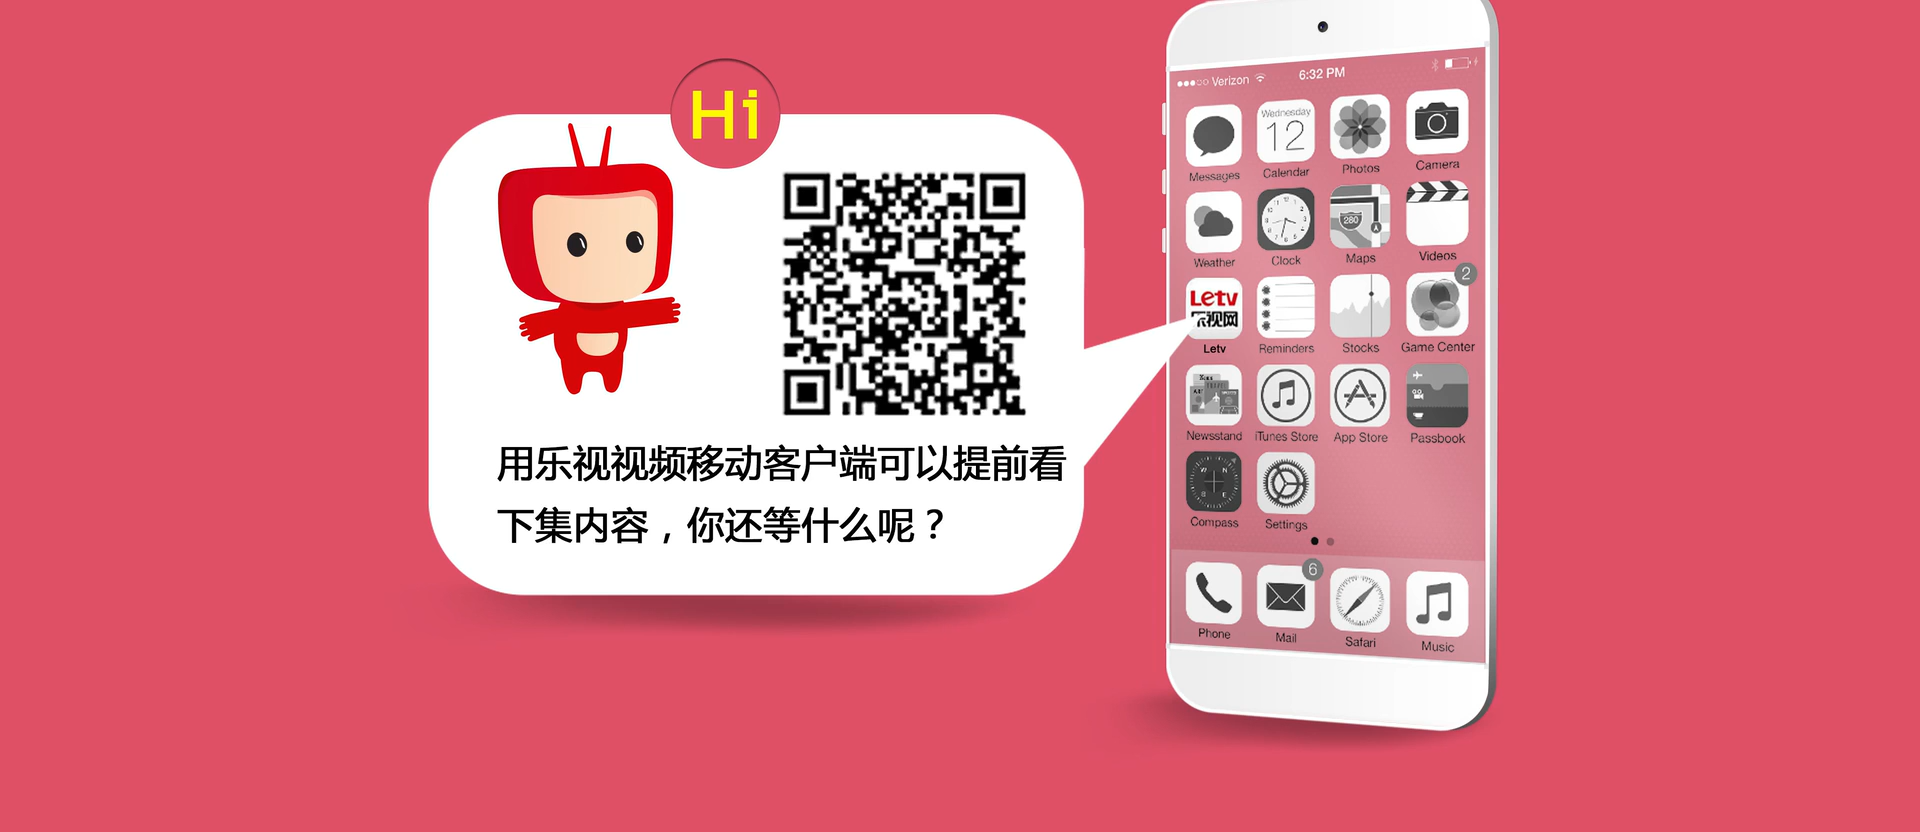 Hi
用乐视视频移动客户端可以提前看
下集内容，你还等什么呢？
Verizon 6:32 PM
Wednesday
12
Messages Calendar Photos Camera
280
Weather Clock Maps Videos
2
Letv
乐视网
Letv Reminders Stocks Game Center
Newsstand iTunes Store App Store Passbook
N
W E
S
Compass Settings
6
Phone Mail Safari Music